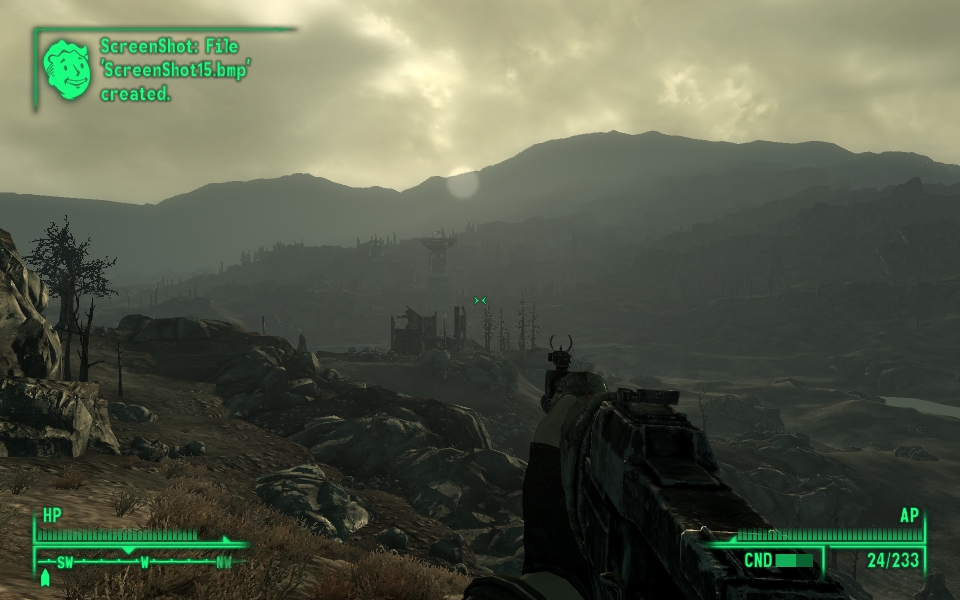 ScreenShot: File
'ScreenShot15.bmp'
created.
HP
AP
SW W NW
CND 24/233